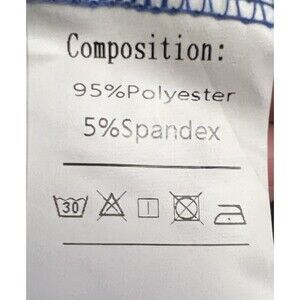 Composition:
95%Polyester
5%Spandex
30